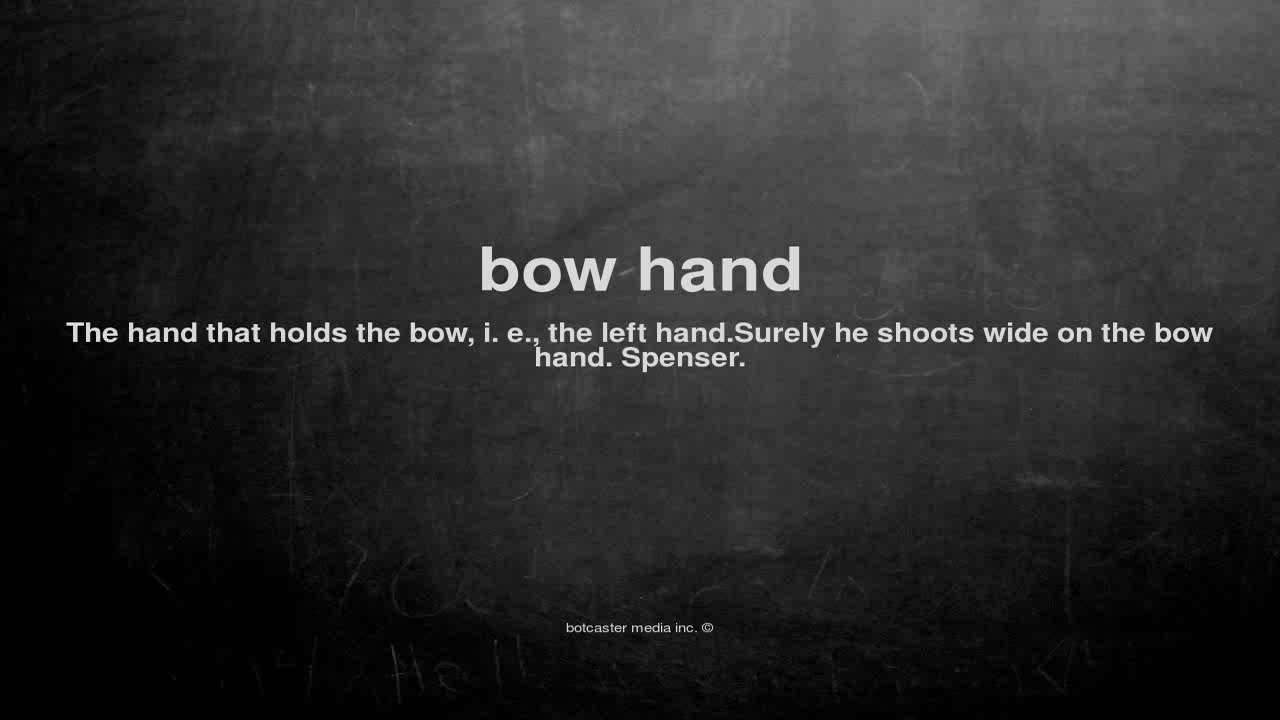 bow hand
The hand that holds the bow, i. e., the left hand.Surely he shoots wide on the bow
hand. Spenser.
botcaster media inc. ©